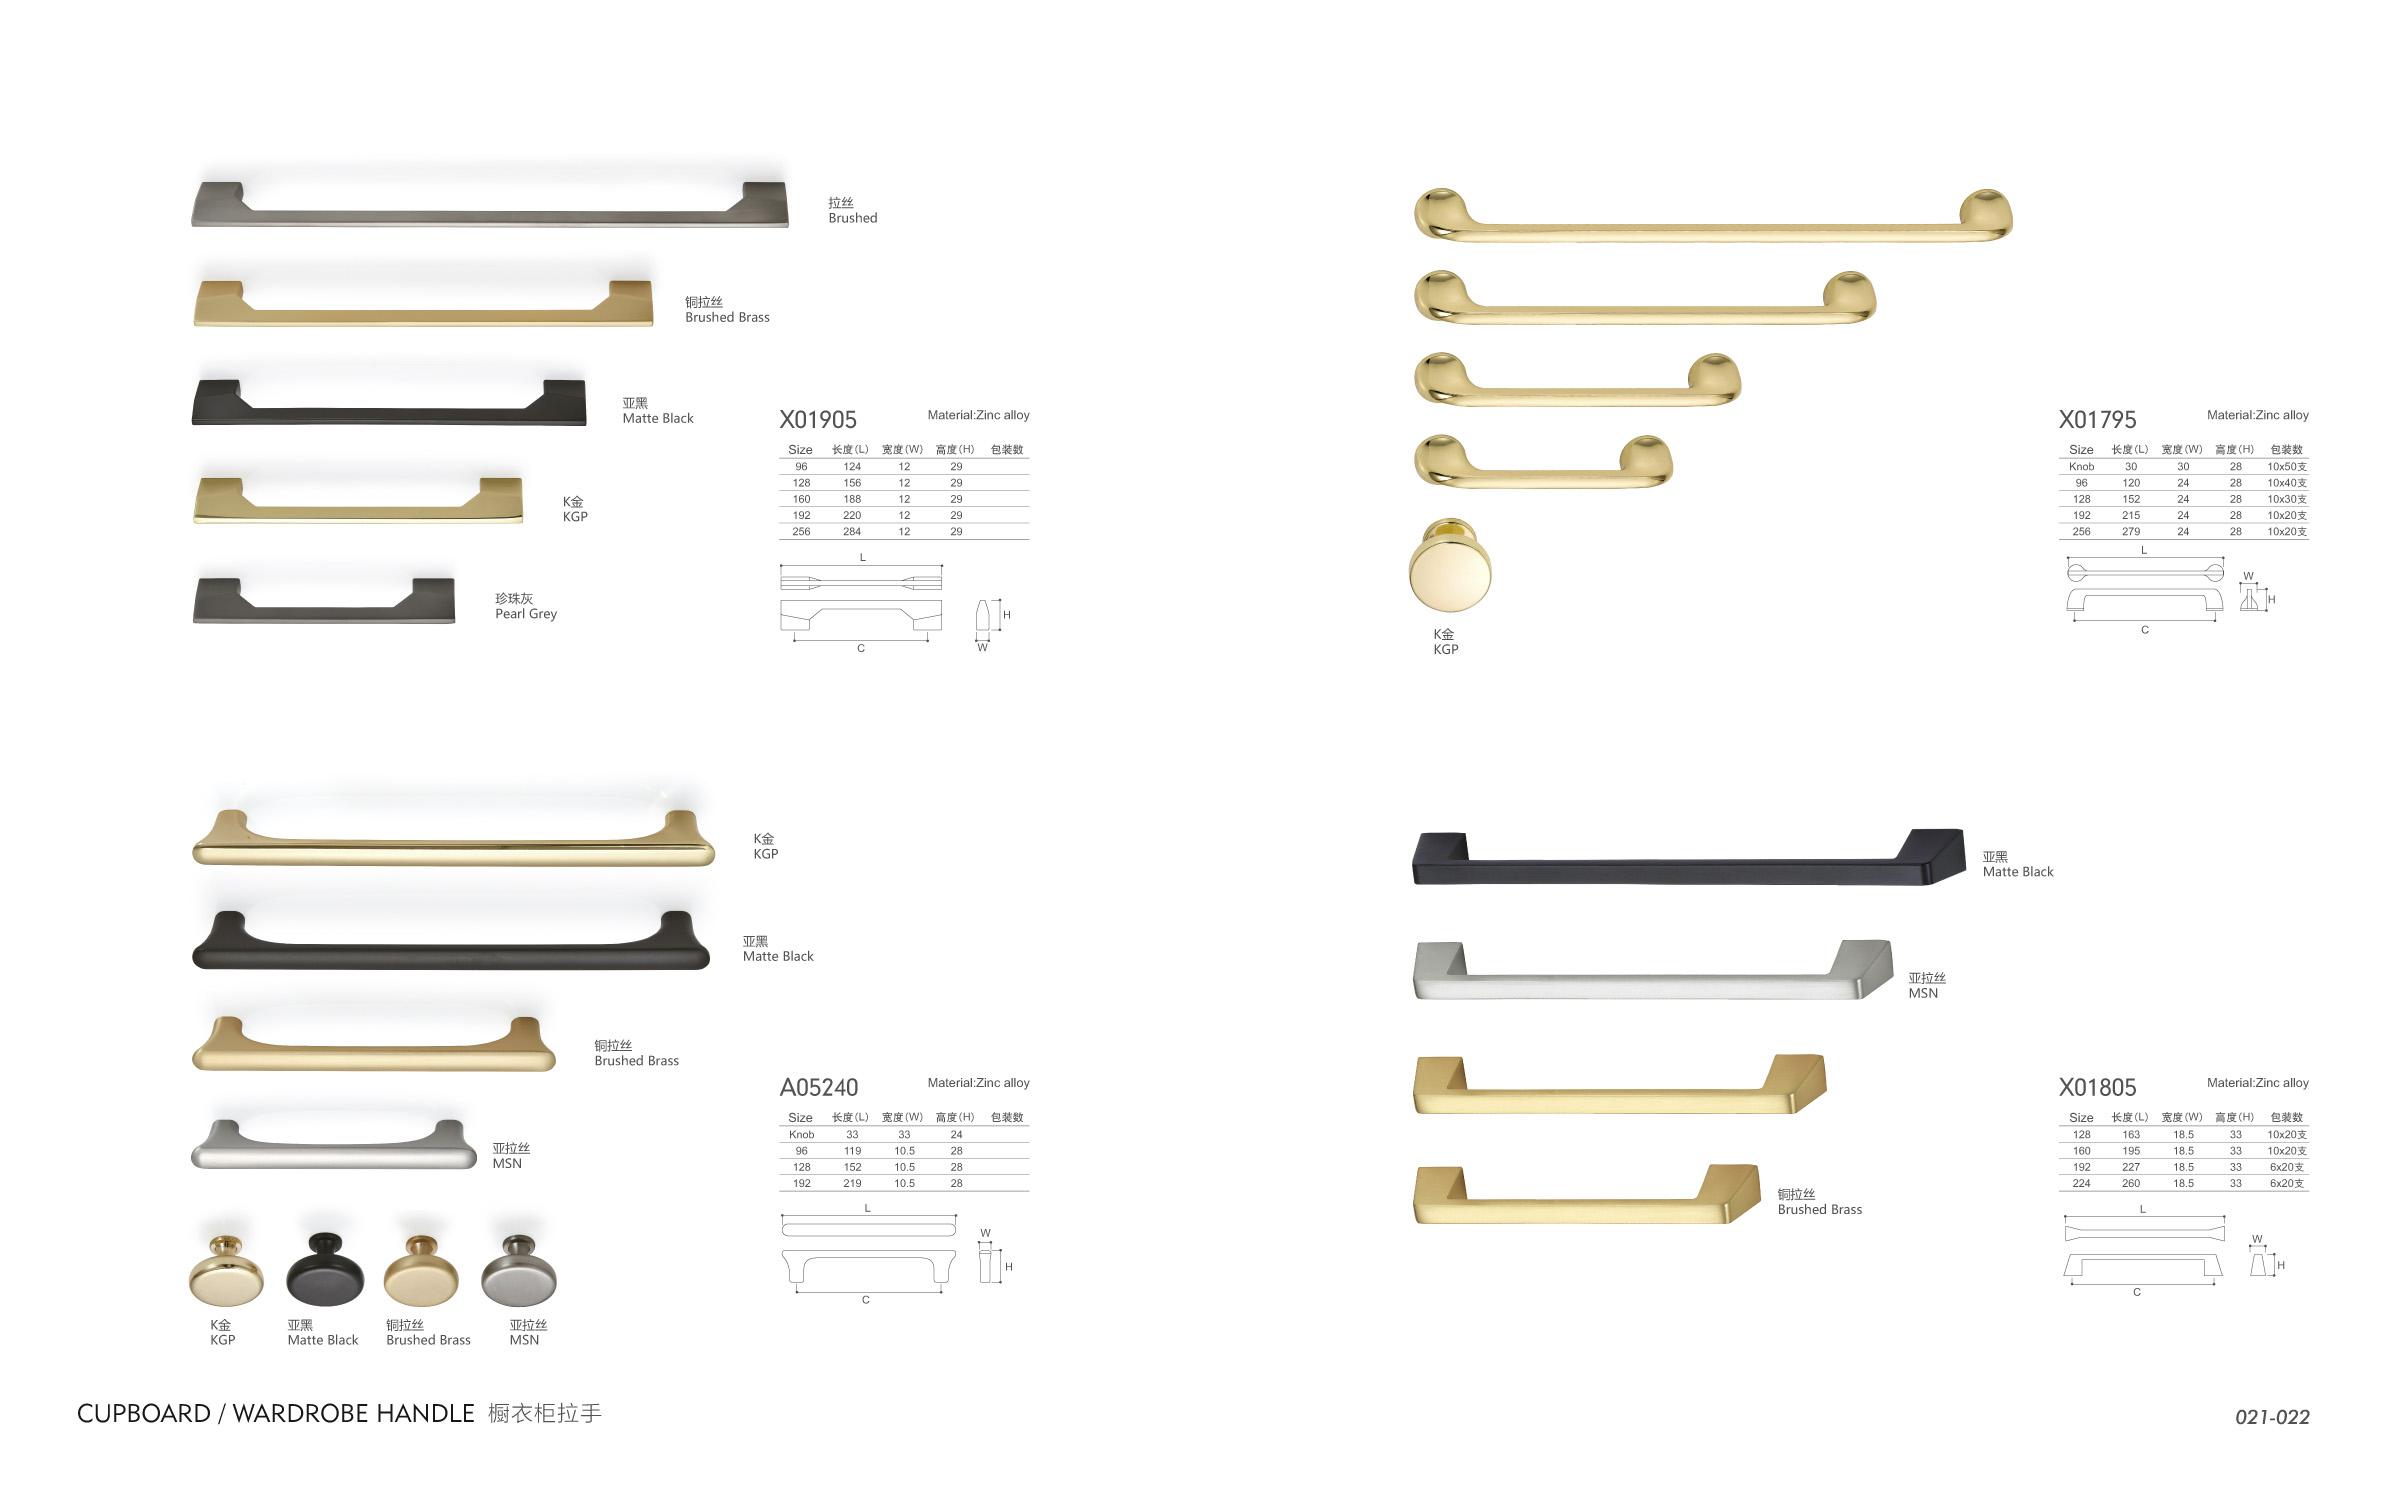 拉丝
Brushed
铜拉丝
Brushed Brass
亚黑
Matte Black
K金
KGP
珍珠灰
Pearl Grey
X01905 Material:Zinc alloy
Size 长度(L) 宽度(W) 高度(H) 包装数
96 124 12 29
128 156 12 29
160 188 12 29
192 220 12 29
256 284 12 29
L
H
C W
K金
KGP
X01795 Material:Zinc alloy
Size 长度(L) 宽度(W) 高度(H) 包装数
Knob 30 30 28 10x50支
96 120 24 28 10x40支
128 152 24 28 10x30支
192 215 24 28 10x20支
256 279 24 28 10x20支
L
W
H
C
K金
KGP
亚黑
Matte Black
铜拉丝
Brushed Brass
亚拉丝
MSN
K金
KGP
亚黑
Matte Black
铜拉丝
Brushed Brass
亚拉丝
MSN
A05240 Material:Zinc alloy
Size 长度(L) 宽度(W) 高度(H) 包装数
Knob 33 33 24
96 119 10.5 28
128 152 10.5 28
192 219 10.5 28
L
W
H
C
亚黑
Matte Black
亚拉丝
MSN
铜拉丝
Brushed Brass
X01805 Material:Zinc alloy
Size 长度(L) 宽度(W) 高度(H) 包装数
128 163 18.5 33 10x20支
160 195 18.5 33 10x20支
192 227 18.5 33 6x20支
224 260 18.5 33 6x20支
L
W
H
C
CUPBOARD / WARDROBE HANDLE 橱衣柜拉手
021-022